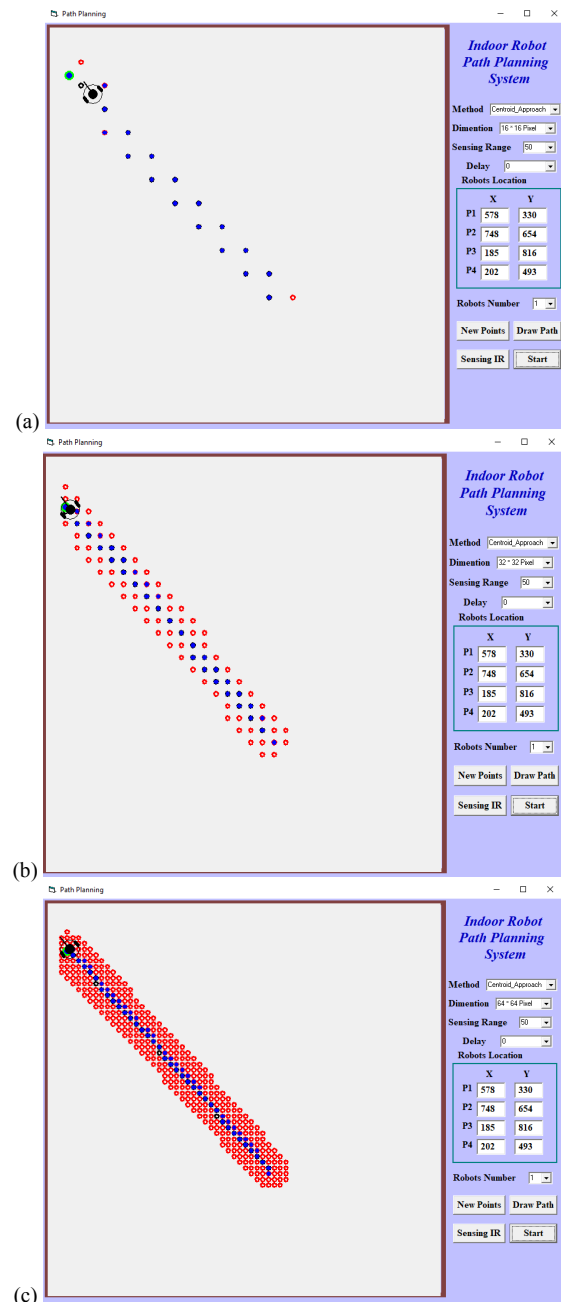 Path Planning
Indoor Robot
Path Planning
System
Method Centroid_Approach
Dimention 16 * 16 Pixel
Sensing Range 50
Delay 0
Robots Location
X Y
P1 578 330
P2 748 654
P3 185 816
P4 202 493
Robots Number 1
New Points Draw Path
Sensing IR Start
(a)
Path Planning
Indoor Robot
Path Planning
System
Method Centroid_Approach
Dimention 32 * 32 Pixel
Sensing Range 50
Delay 0
Robots Location
X Y
P1 578 330
P2 748 654
P3 185 816
P4 202 493
Robots Number 1
New Points Draw Path
Sensing IR Start
(b)
Path Planning
Indoor Robot
Path Planning
System
Method Centroid_Approach
Dimention 64 * 64 Pixel
Sensing Range 50
Delay 0
Robots Location
X Y
P1 578 330
P2 748 654
P3 185 816
P4 202 493
Robots Number 1
New Points Draw Path
Sensing IR Start
(c)